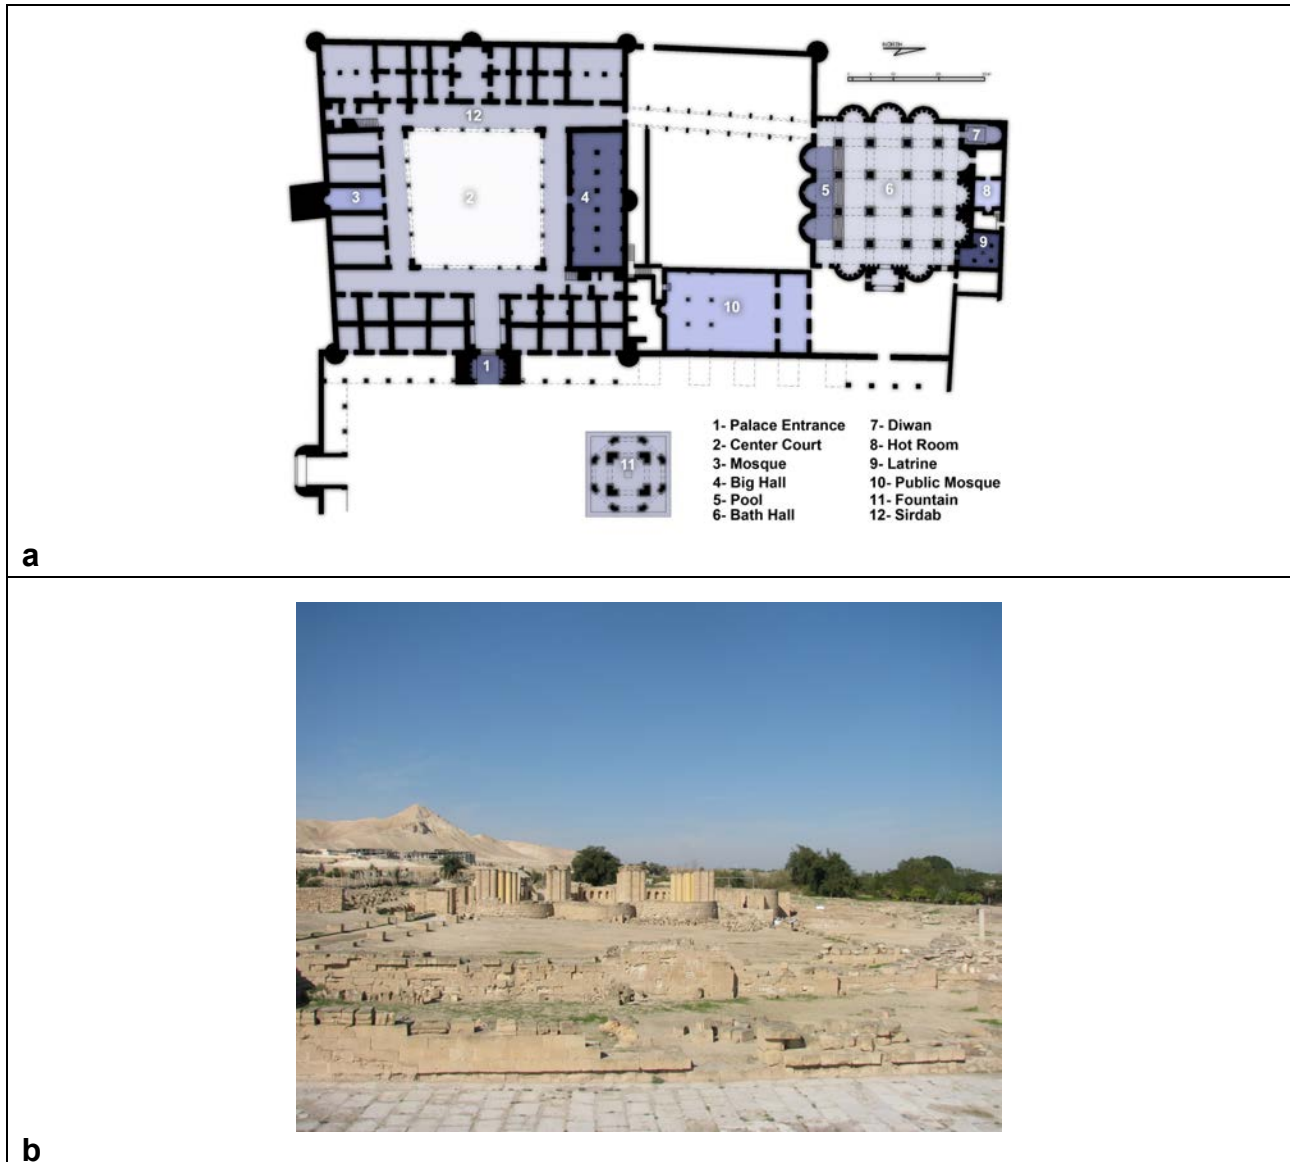 NORTH
12
7
3
2
4
5
6
8
9
10
1
1- Palace Entrance
2- Center Court
3- Mosque
4- Big Hall
5- Pool
6- Bath Hall
7- Diwan
8- Hot Room
9- Latrine
10- Public Mosque
11- Fountain
12- Sirdab
11
a
b